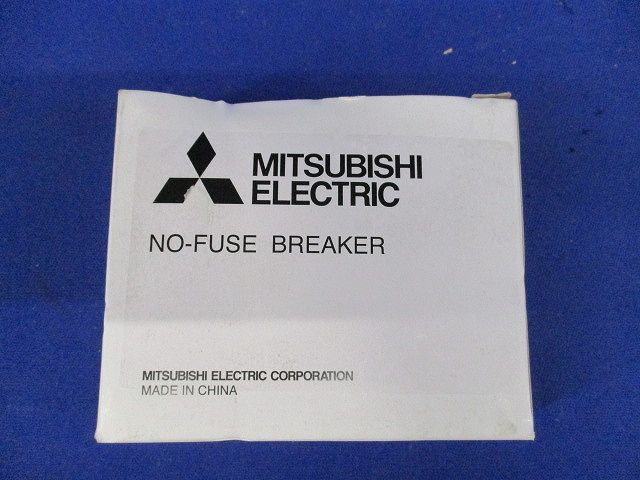 MITSUBISHI
ELECTRIC
NO-FUSE BREAKER
MITSUBISHI ELECTRIC CORPORATION
MADE IN CHINA